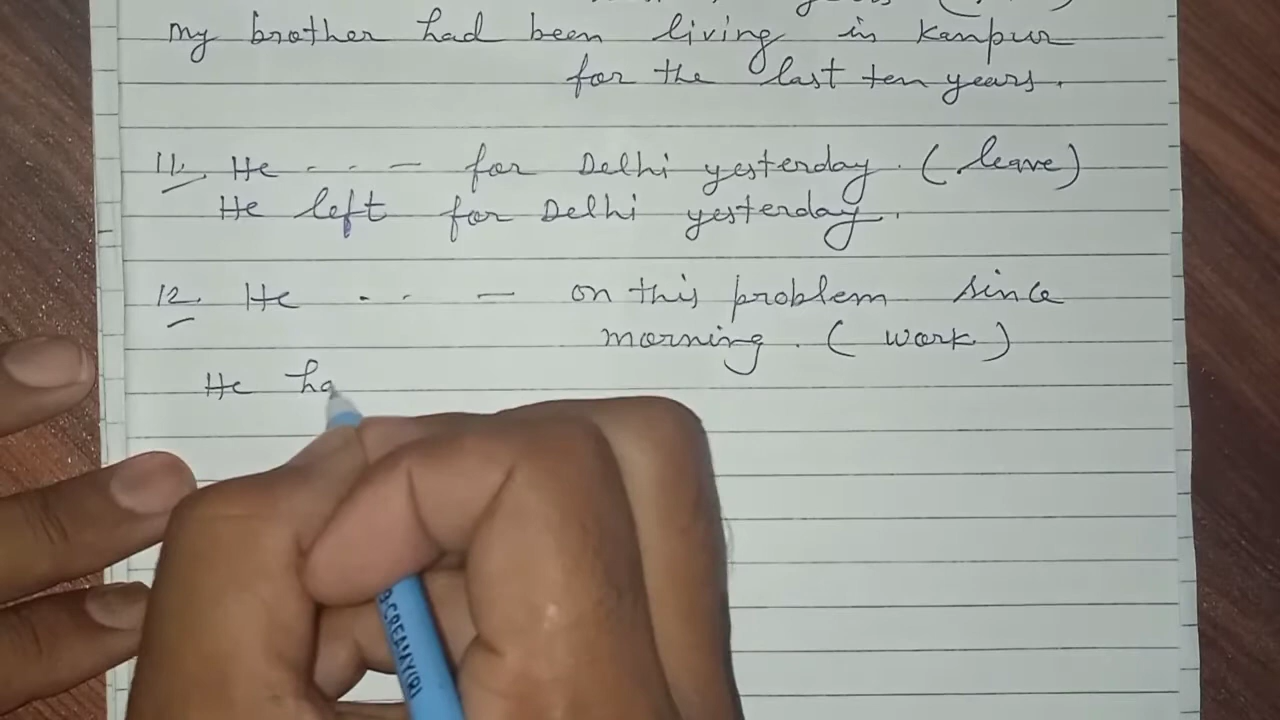 my brother had been living in Kanpur
for the last ten years.
11. He . . . — for Delhi yesterday. (leave)
He left for Delhi yesterday.
12. He . . — on this problem since
morning. (work)
He ha
CREAMY(R)